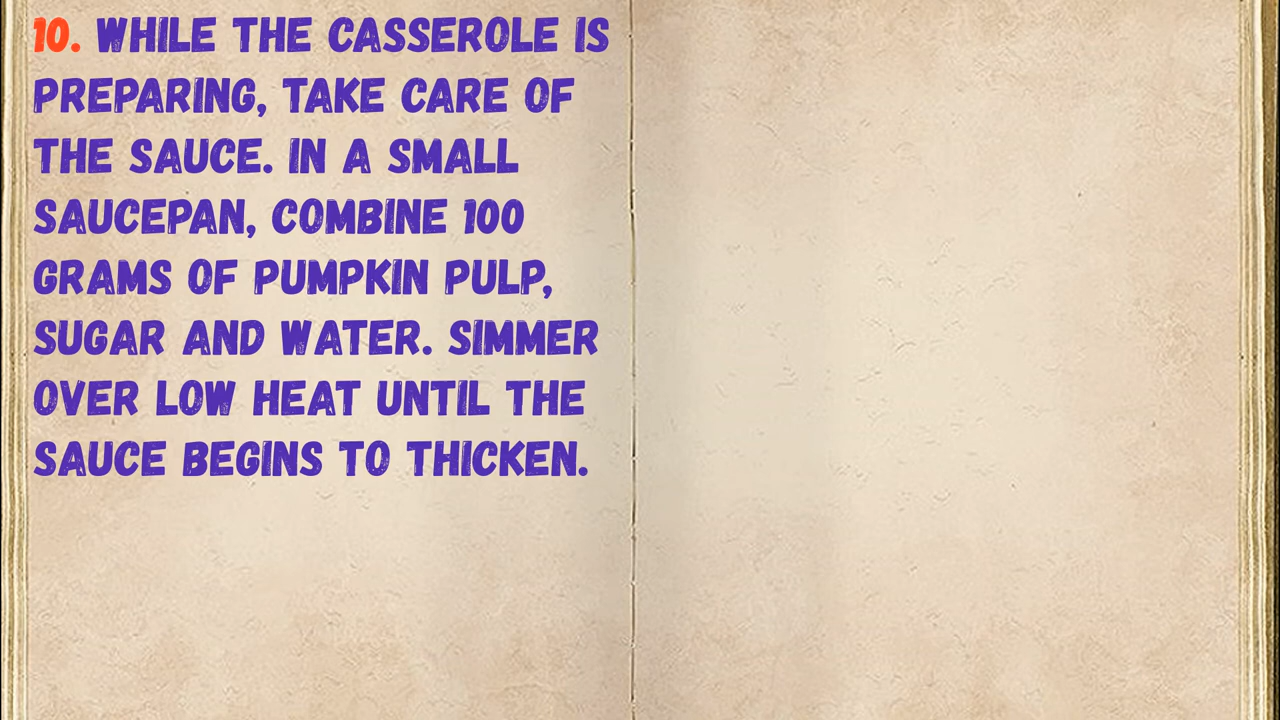 10. WHILE THE CASSEROLE IS
PREPARING, TAKE CARE OF
THE SAUCE. IN A SMALL
SAUCEPAN, COMBINE 100
GRAMS OF PUMPKIN PULP,
SUGAR AND WATER. SIMMER
OVER LOW HEAT UNTIL THE
SAUCE BEGINS TO THICKEN.